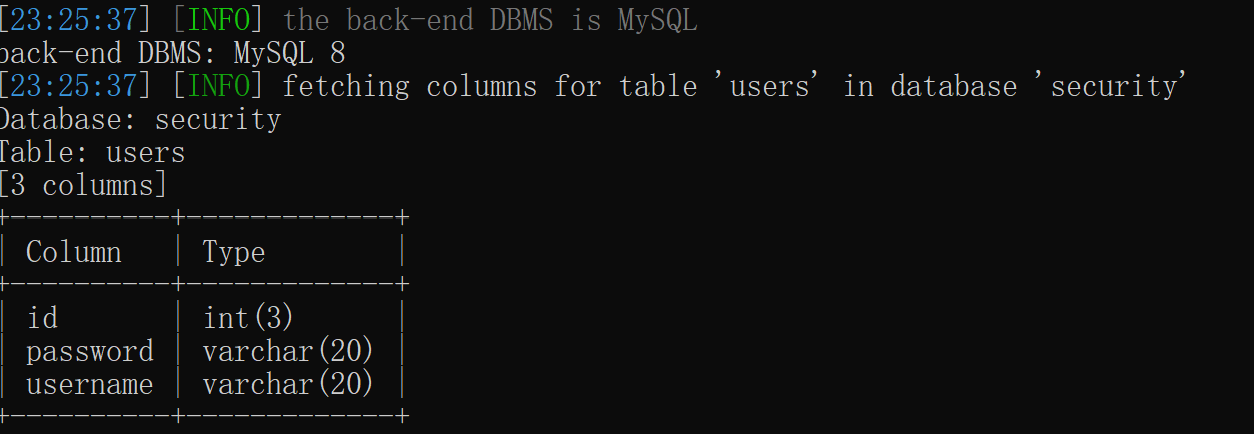 [23:25:37] [INFO] the back-end DBMS is MySQL
back-end DBMS: MySQL 8
[23:25:37] [INFO] fetching columns for table 'users' in database 'security'
Database: security
Table: users
[3 columns]
+----------+-------------+
| Column   | Type        |
+----------+-------------+
| id       | int(3)      |
| password | varchar(20) |
| username | varchar(20) |
+----------+-------------+